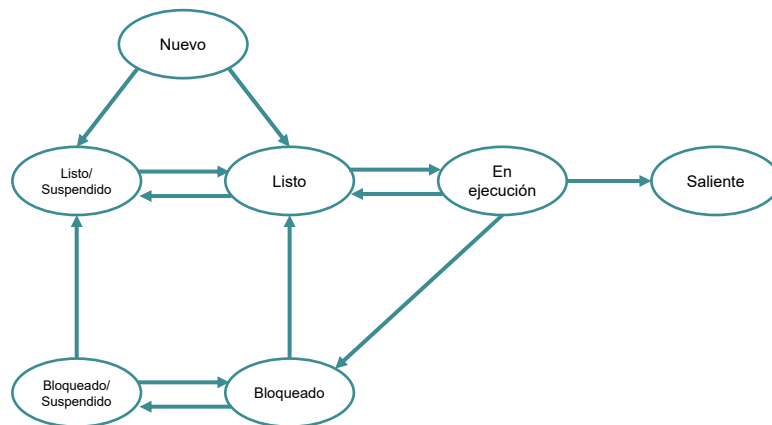 Nuevo
Listo/
Suspendido
Listo
En
ejecución
Saliente
Bloqueado/
Suspendido
Bloqueado